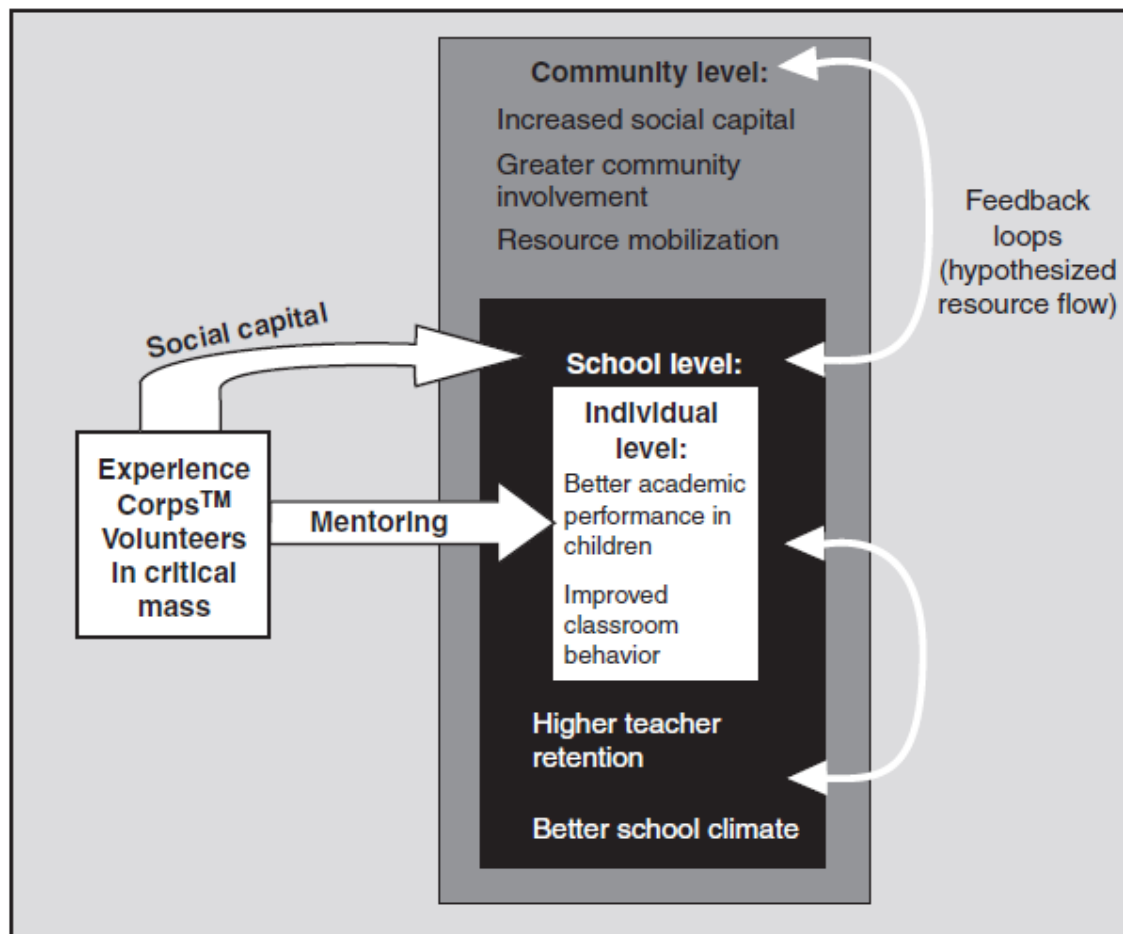 Community level:
Increased social capital
Greater community
involvement
Resource mobilization
Feedback
loops
(hypothesized
resource flow)
Social capital
School level:
Individual
level:
Better academic
performance in
children
Improved
classroom
behavior
Experience
Corps™
Volunteers
in critical
mass
Mentoring
Higher teacher
retention
Better school climate